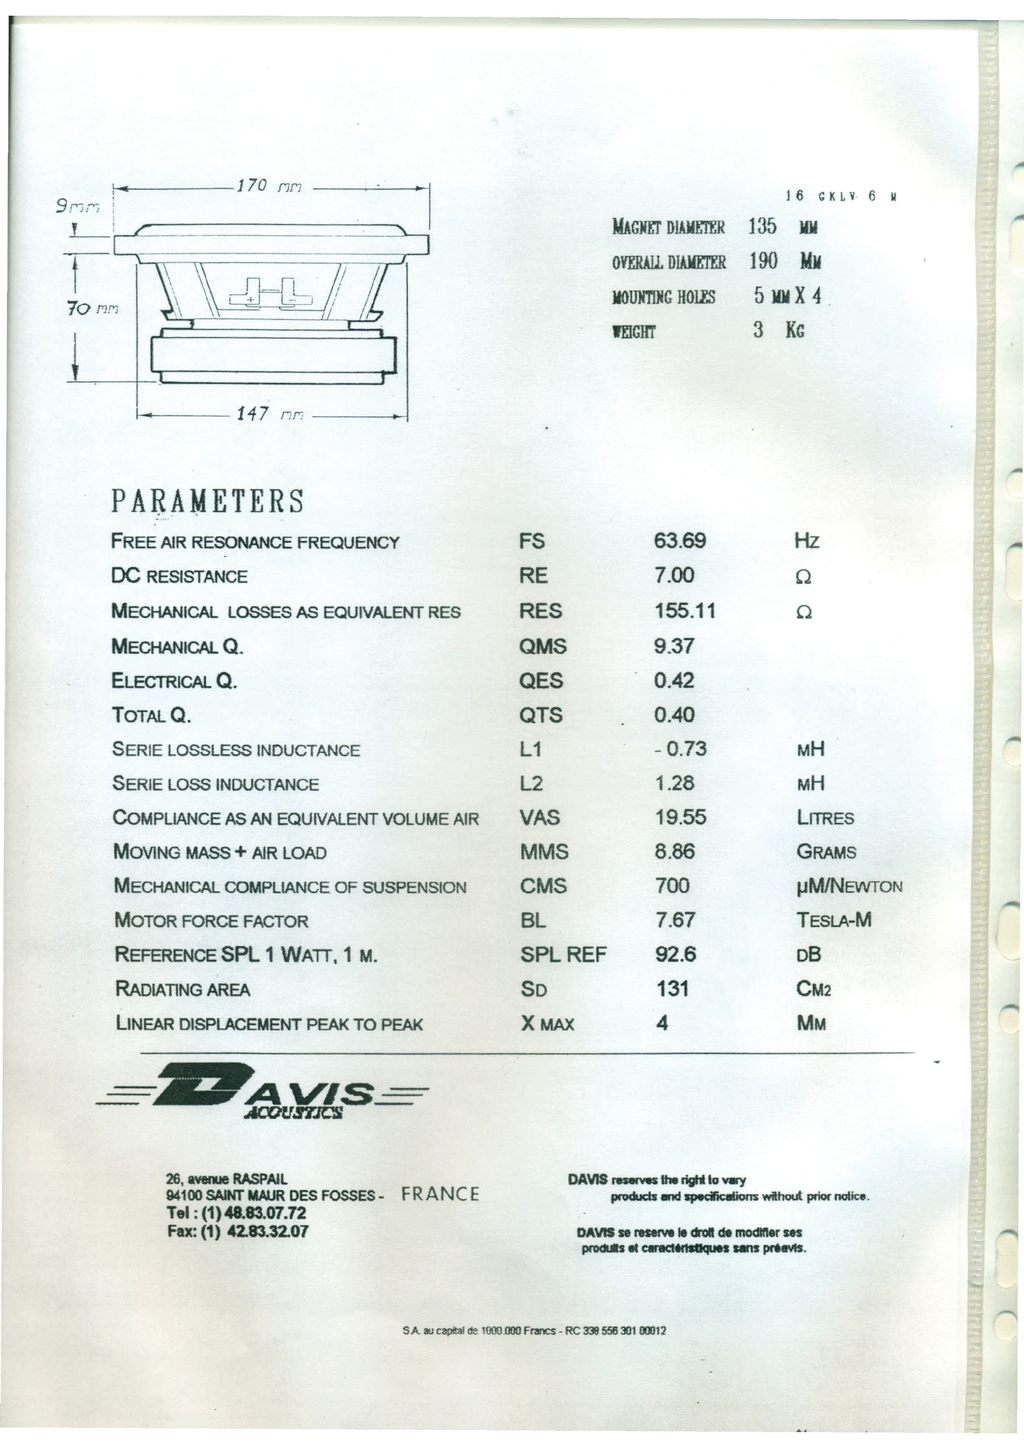 170 mm
9mm
70 mm
147 mm
16 GKLV 6 M
MAGNET DIAMETER 135 MM
OVERALL DIAMETER 190 MM
MOUNTING HOLES 5 MM X 4
WEIGHT 3 KG
PARAMETERS
FREE AIR RESONANCE FREQUENCY FS 63.69 Hz
DC RESISTANCE RE 7.00 Ω
MECHANICAL LOSSES AS EQUIVALENT RES RES 155.11 Ω
MECHANICAL Q. QMS 9.37
ELECTRICAL Q. QES 0.42
TOTAL Q. QTS 0.40
SERIE LOSSLESS INDUCTANCE L1 - 0.73 MH
SERIE LOSS INDUCTANCE L2 1.28 MH
COMPLIANCE AS AN EQUIVALENT VOLUME AIR VAS 19.55 LITRES
MOVING MASS + AIR LOAD MMS 8.86 GRAMS
MECHANICAL COMPLIANCE OF SUSPENSION CMS 700 µM/NEWTON
MOTOR FORCE FACTOR BL 7.67 TESLA-M
REFERENCE SPL 1 WATT, 1 M. SPL REF 92.6 DB
RADIATING AREA SD 131 CM2
LINEAR DISPLACEMENT PEAK TO PEAK X MAX 4 MM
DAVIS
ACOUSTICS
26, avenue RASPAIL
94100 SAINT MAUR DES FOSSES - FRANCE
Tel : (1) 48.83.07.72
Fax: (1) 42.83.32.07
DAVIS reserves the right to vary
products and specifications without prior notice.
DAVIS se reserve le droit de modifier ses
produits et caractéristiques sans préavis.
S.A. au capital de 1000.000 Francs - RC 338 556 301 00012